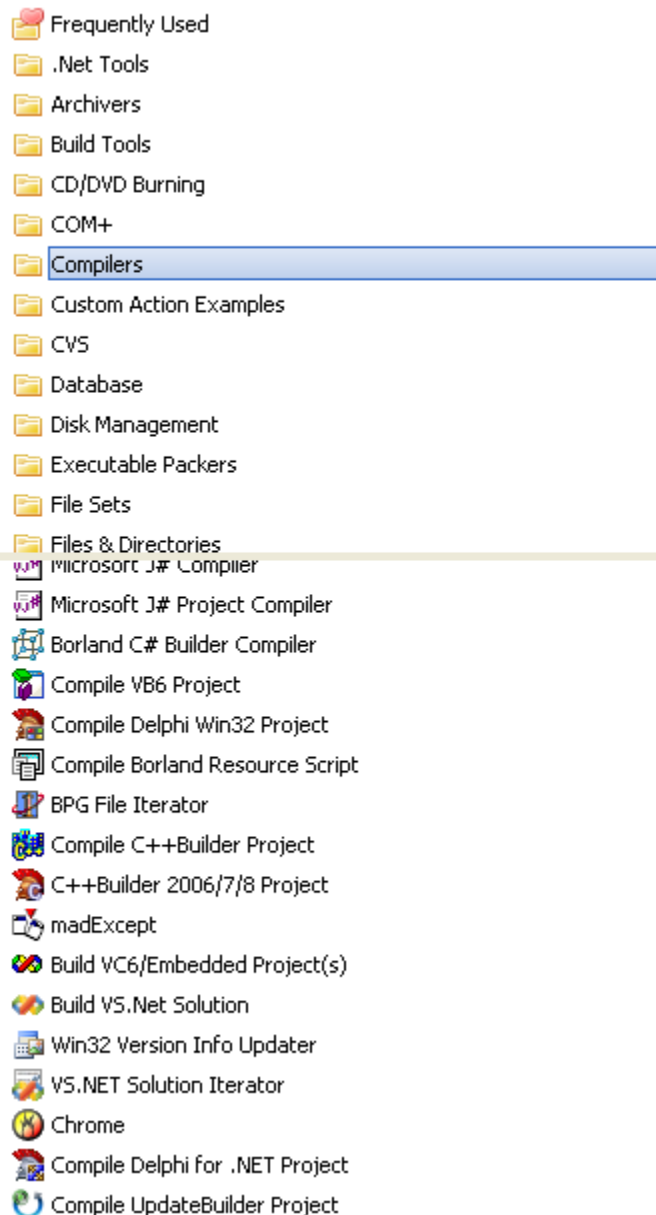 Frequently Used
.Net Tools
Archivers
Build Tools
CD/DVD Burning
COM+
Compilers
Custom Action Examples
CVS
Database
Disk Management
Executable Packers
File Sets
Files & Directories
Microsoft J# Compiler
Microsoft J# Project Compiler
Borland C# Builder Compiler
Compile VB6 Project
Compile Delphi Win32 Project
Compile Borland Resource Script
BPG File Iterator
Compile C++Builder Project
C++Builder 2006/7/8 Project
madExcept
Build VC6/Embedded Project(s)
Build VS.Net Solution
Win32 Version Info Updater
VS.NET Solution Iterator
Chrome
Compile Delphi for .NET Project
Compile UpdateBuilder Project